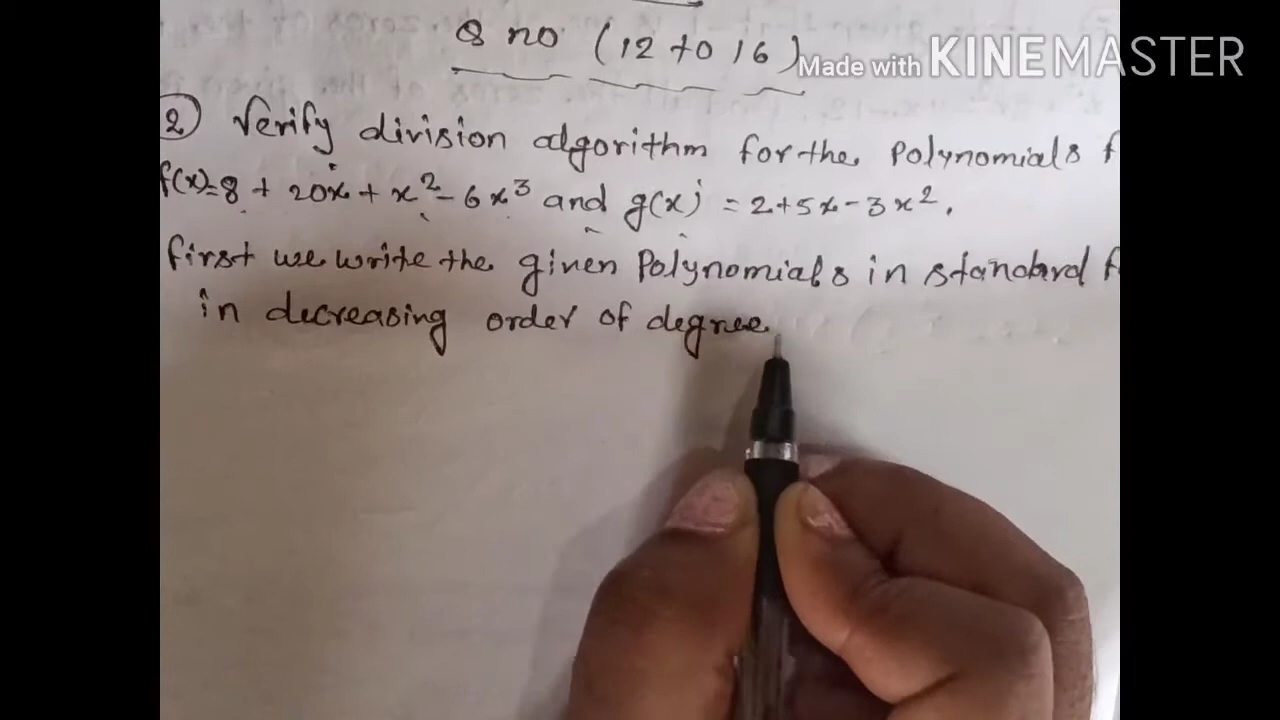 Q no (12 to 16)
Made with KINEMASTER
2 Verify division algorithm for the Polynomials f
f(x)=8 + 20x + x² - 6x³ and g(x) = 2+5x-3x².
first we write the given Polynomials in standard f
in decreasing order of degree